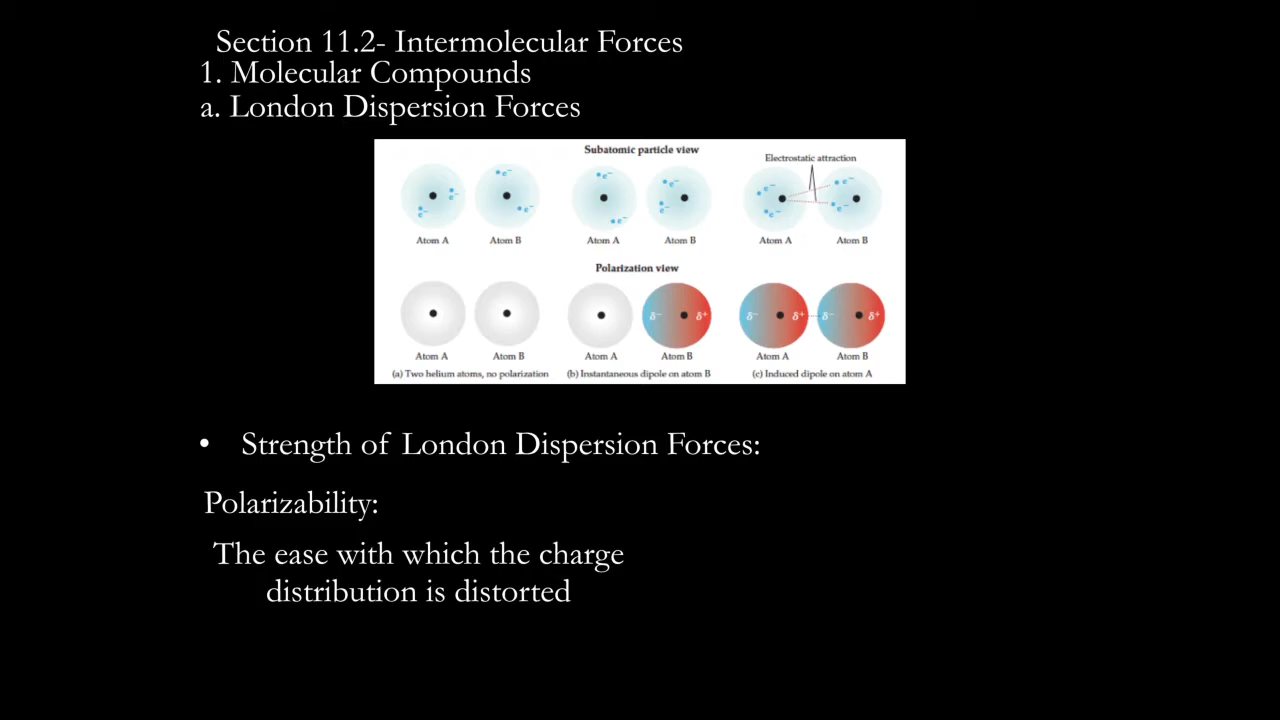 Section 11.2- Intermolecular Forces
1. Molecular Compounds
a. London Dispersion Forces
Subatomic particle view
Electrostatic attraction
e⁻ e⁻ e⁻ e⁻ e⁻ e⁻ e⁻ e⁻ e⁻ e⁻ e⁻ e⁻
Atom A Atom B Atom A Atom B Atom A Atom B
Polarization view
δ⁻ δ⁺ δ⁻ δ⁺ δ⁻ δ⁺
Atom A Atom B Atom A Atom B Atom A Atom B
(a) Two helium atoms, no polarization (b) Instantaneous dipole on atom B (c) Induced dipole on atom A
• Strength of London Dispersion Forces:
Polarizability:
The ease with which the charge
distribution is distorted